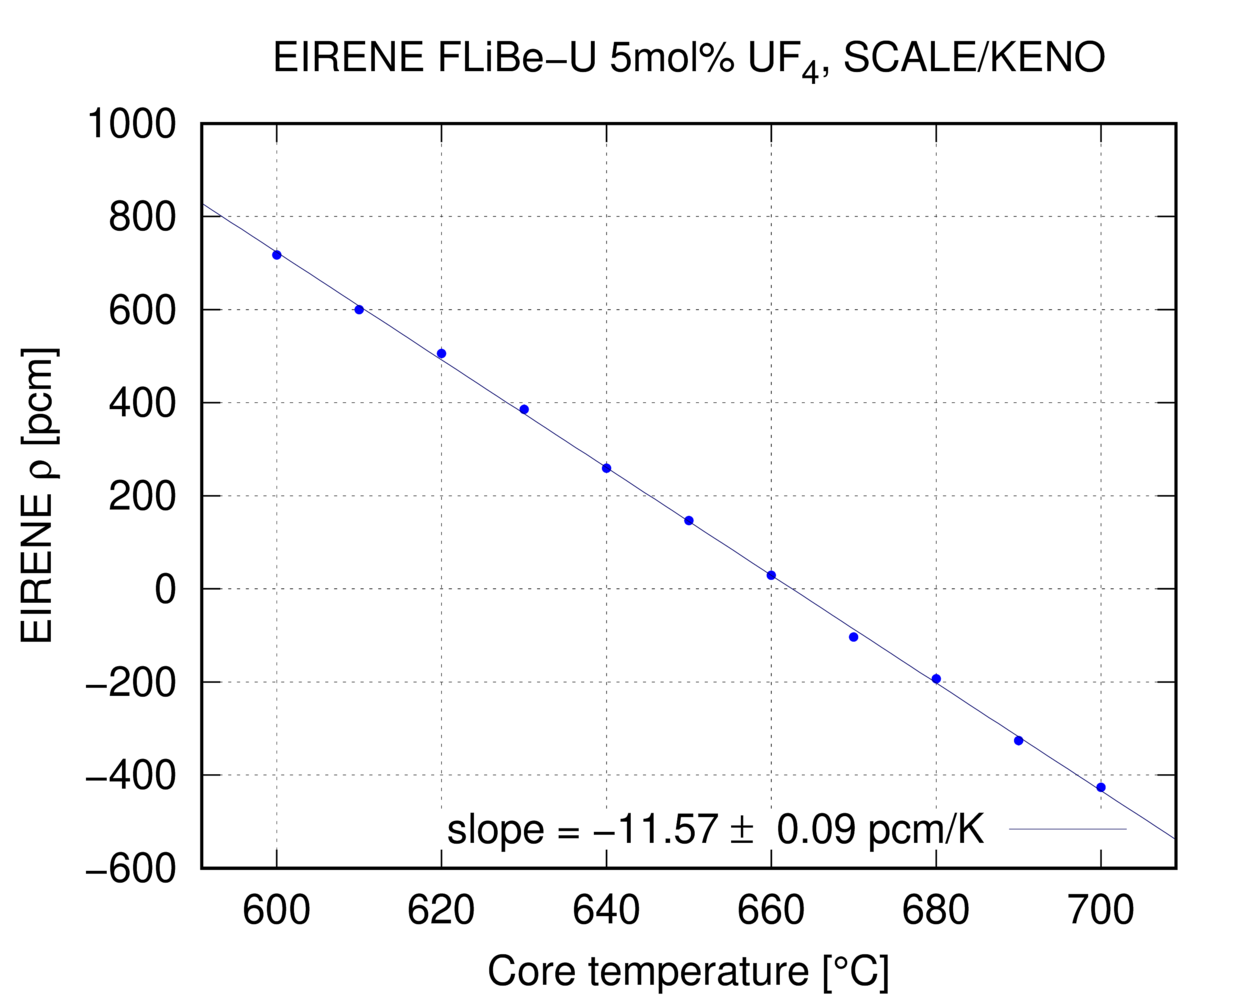 EIRENE FLiBe−U 5mol% UF₄, SCALE/KENO
1000
800
600
400
200
0
−200
−400
−600
EIRENE ρ [pcm]
slope = −11.57 ± 0.09 pcm/K
600 620 640 660 680 700
Core temperature [°C]